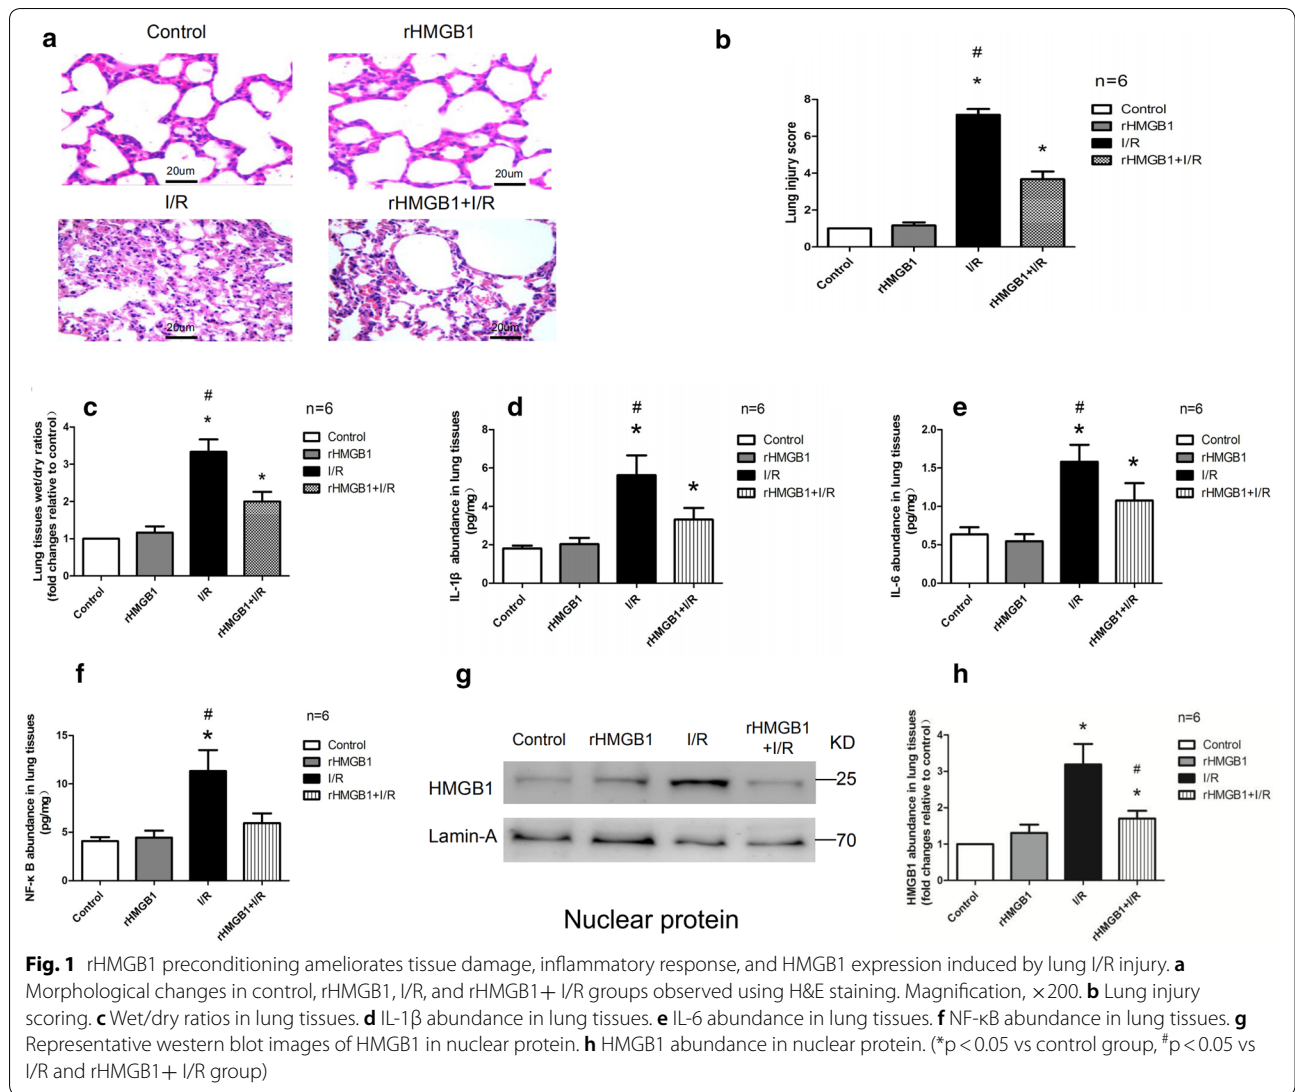 a
Control
rHMGB1
20um
20um
I/R
rHMGB1+I/R
20um
20um
b
#
*
*
n=6
Lung injury score
8
6
4
2
0
Control
rHMGB1
I/R
rHMGB1+I/R
Control
rHMGB1
I/R
rHMGB1+I/R
c
#
*
*
n=6
Lung tissues wet/dry ratios
(fold changes relative to control)
4
3
2
1
0
Control
rHMGB1
I/R
rHMGB1+I/R
Control
rHMGB1
I/R
rHMGB1+I/R
d
#
*
*
n=6
IL-1β abundance in lung tissues
(pg/mg)
8
6
4
2
0
Control
rHMGB1
I/R
rHMGB1+I/R
Control
rHMGB1
I/R
rHMGB1+I/R
e
#
*
*
n=6
IL-6 abundance in lung tissues
(pg/mg)
2.0
1.5
1.0
0.5
0.0
Control
rHMGB1
I/R
rHMGB1+I/R
Control
rHMGB1
I/R
rHMGB1+I/R
f
#
*
n=6
NF-κ B abundance in lung tissues
(pg/mg)
15
10
5
0
Control
rHMGB1
I/R
rHMGB1+I/R
Control
rHMGB1
I/R
rHMGB1+I/R
g
Control
rHMGB1
I/R
rHMGB1
+I/R
KD
HMGB1
25
Lamin-A
70
Nuclear protein
h
*
#
*
n=6
HMGB1 abundance in lung tissues
(fold changes relative to control)
4
3
2
1
0
Control
rHMGB1
I/R
rHMGB1+I/R
Control
rHMGB1
I/R
rHMGB1+I/R
Fig. 1 rHMGB1 preconditioning ameliorates tissue damage, inflammatory response, and HMGB1 expression induced by lung I/R injury. a
Morphological changes in control, rHMGB1, I/R, and rHMGB1+ I/R groups observed using H&E staining. Magnification, ×200. b Lung injury
scoring. c Wet/dry ratios in lung tissues. d IL-1β abundance in lung tissues. e IL-6 abundance in lung tissues. f NF-κB abundance in lung tissues. g
Representative western blot images of HMGB1 in nuclear protein. h HMGB1 abundance in nuclear protein. (*p < 0.05 vs control group, #p < 0.05 vs
I/R and rHMGB1+ I/R group)